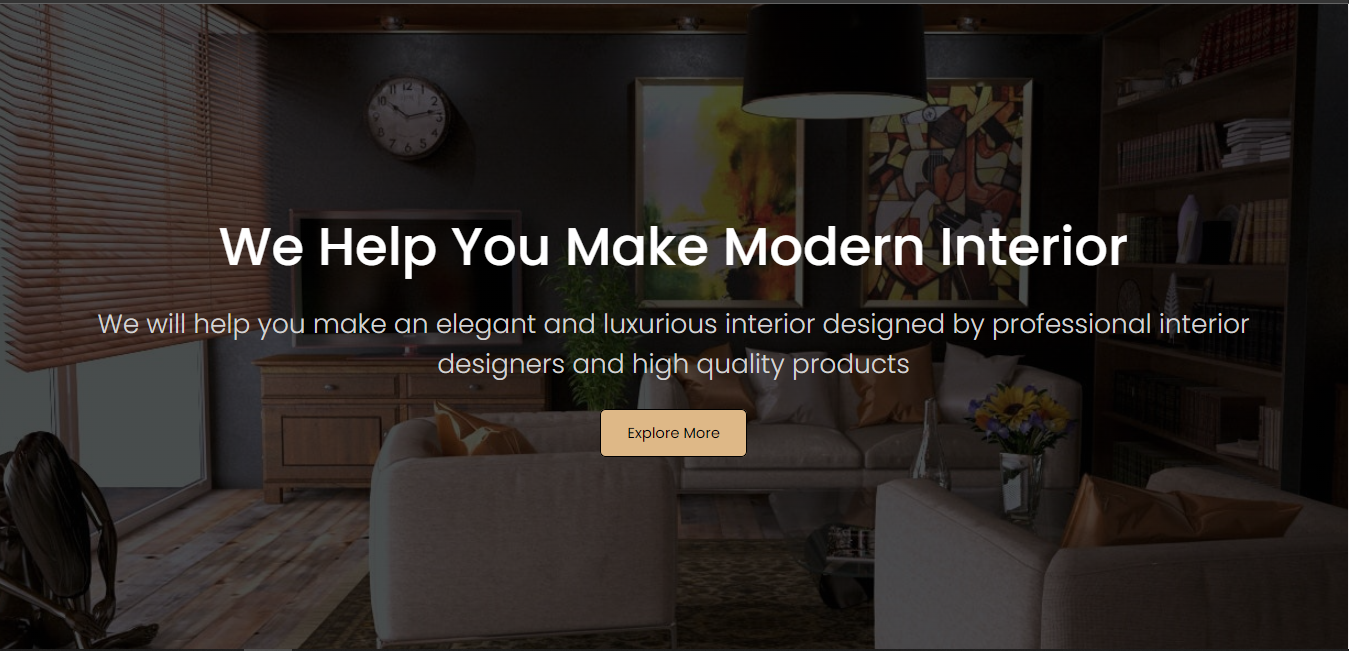 We Help You Make Modern Interior
We will help you make an elegant and luxurious interior designed by professional interior
designers and high quality products
Explore More